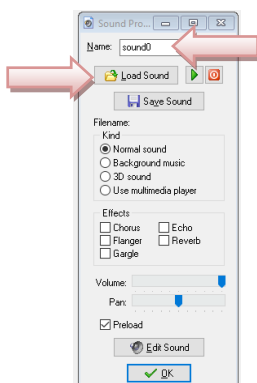 Sound Pro...
Name: sound0
Load Sound
Save Sound
Filename:
Kind
Normal sound
Background music
3D sound
Use multimedia player
Effects
Chorus Echo
Flanger Reverb
Gargle
Volume:
Pan:
Preload
Edit Sound
OK